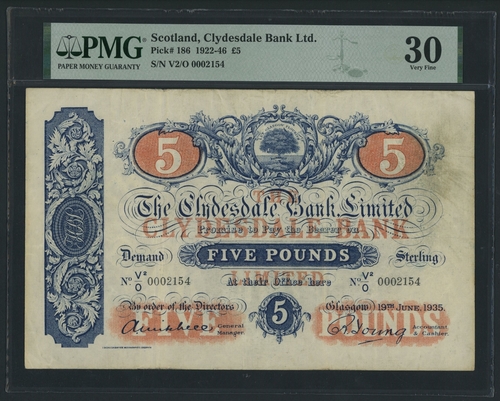 PMG
PAPER MONEY GUARANTY
Scotland, Clydesdale Bank Ltd.
Pick# 186 1922-46 £5
S/N V2/O 0002154
30
Very Fine
5
5
The Clydesdale Bank Limited
THE
CLYDESDALE BANK
LIMITED
Promise to Pay the Bearer on
Demand FIVE POUNDS Sterling
No V2/O 0002154 At their Office here No V2/O 0002154
By order of the Directors
Glasgow 19TH JUNE, 1935.
FIVE 5 POUNDS
General Manager.
R Young Accountant & Cashier.